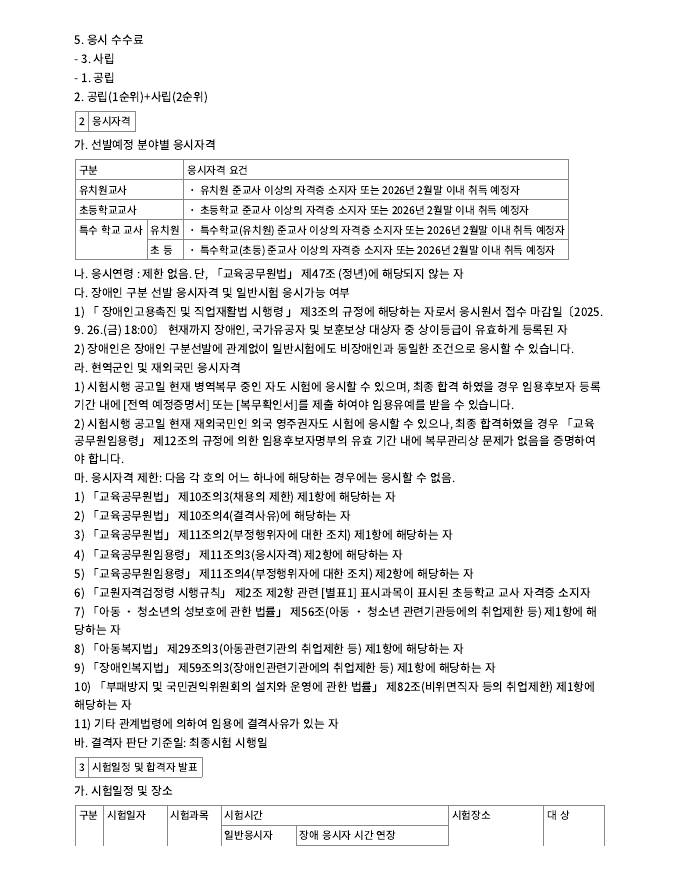 5. 응시 수수료
- 3. 사립
- 1. 공립
2. 공립(1순위)+사립(2순위)
2 응시자격
가. 선발예정 분야별 응시자격
구분 응시자격 요건
유치원교사 · 유치원 준교사 이상의 자격증 소지자 또는 2026년 2월말 이내 취득 예정자
초등학교교사 · 초등학교 준교사 이상의 자격증 소지자 또는 2026년 2월말 이내 취득 예정자
특수 학교 교사 유치원 · 특수학교(유치원) 준교사 이상의 자격증 소지자 또는 2026년 2월말 이내 취득 예정자
초 등 · 특수학교(초등) 준교사 이상의 자격증 소지자 또는 2026년 2월말 이내 취득 예정자
나. 응시연령 : 제한 없음. 단, 「교육공무원법」 제47조 (정년)에 해당되지 않는 자
다. 장애인 구분 선발 응시자격 및 일반시험 응시가능 여부
1) 「 장애인고용촉진 및 직업재활법 시행령 」 제3조의 규정에 해당하는 자로서 응시원서 접수 마감일〔2025.
9. 26.(금) 18:00〕 현재까지 장애인, 국가유공자 및 보훈보상 대상자 중 상이등급이 유효하게 등록된 자
2) 장애인은 장애인 구분선발에 관계없이 일반시험에도 비장애인과 동일한 조건으로 응시할 수 있습니다.
라. 현역군인 및 재외국민 응시자격
1) 시험시행 공고일 현재 병역복무 중인 자도 시험에 응시할 수 있으며, 최종 합격 하였을 경우 임용후보자 등록
기간 내에 [전역 예정증명서] 또는 [복무확인서]를 제출 하여야 임용유예를 받을 수 있습니다.
2) 시험시행 공고일 현재 재외국민인 외국 영주권자도 시험에 응시할 수 있으나, 최종 합격하였을 경우 「교육
공무원임용령」 제12조의 규정에 의한 임용후보자명부의 유효 기간 내에 복무관리상 문제가 없음을 증명하여
야 합니다.
마. 응시자격 제한: 다음 각 호의 어느 하나에 해당하는 경우에는 응시할 수 없음.
1) 「교육공무원법」 제10조의3(채용의 제한) 제1항에 해당하는 자
2) 「교육공무원법」 제10조의4(결격사유)에 해당하는 자
3) 「교육공무원법」 제11조의2(부정행위자에 대한 조치) 제1항에 해당하는 자
4) 「교육공무원임용령」 제11조의3(응시자격) 제2항에 해당하는 자
5) 「교육공무원임용령」 제11조의4(부정행위자에 대한 조치) 제2항에 해당하는 자
6) 「교원자격검정령 시행규칙」 제2조 제2항 관련 [별표1] 표시과목이 표시된 초등학교 교사 자격증 소지자
7) 「아동 · 청소년의 성보호에 관한 법률」 제56조(아동 · 청소년 관련기관등에의 취업제한 등) 제1항에 해
당하는 자
8) 「아동복지법」 제29조의3(아동관련기관의 취업제한 등) 제1항에 해당하는 자
9) 「장애인복지법」 제59조의3(장애인관련기관에의 취업제한 등) 제1항에 해당하는 자
10) 「부패방지 및 국민권익위원회의 설치와 운영에 관한 법률」 제82조(비위면직자 등의 취업제한) 제1항에
해당하는 자
11) 기타 관계법령에 의하여 임용에 결격사유가 있는 자
바. 결격자 판단 기준일: 최종시험 시행일
3 시험일정 및 합격자 발표
가. 시험일정 및 장소
구분 시험일자 시험과목 시험시간 시험장소 대 상
일반응시자 장애 응시자 시간 연장